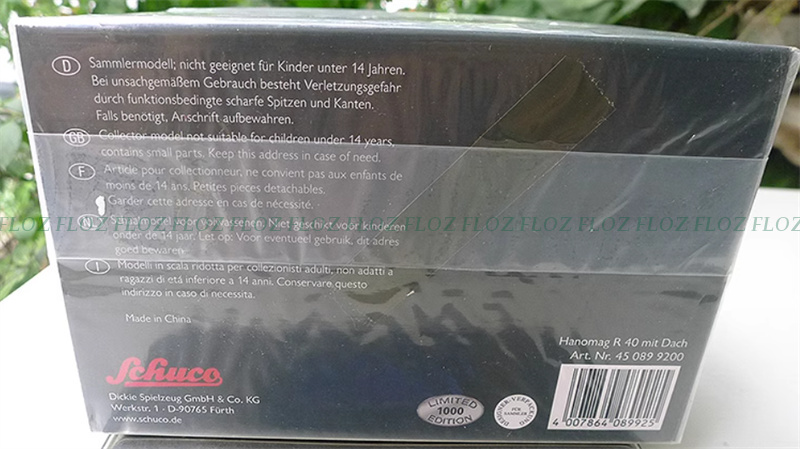 D Sammlermodell; nicht geeignet für Kinder unter 14 Jahren.
Bei unsachgemäßem Gebrauch besteht Verletzungsgefahr
durch funktionsbedingte scharfe Spitzen und Kanten.
Falls benötigt, Anschrift aufbewahren.
GB Collector model not suitable for children under 14 years,
contains small parts. Keep this address in case of need.
F Article pour collectionneur, ne convient pas aux enfants de
moins de 14 ans. Petites pieces detachables.
Garder cette adresse en cas de nécessité.
FLOZ FLOZ FLOZ FLOZ FLOZ FLOZ FLOZ FLOZ FLOZ FLOZ FLOZ FLOZ FLOZ FLOZ
N voor volwassenen. Niet geschikt voor kinderen
onder de 14 jaar. Let op: Voor eventueel gebruik, dit adres
goed bewaren
I Modelli in scala ridotta per collezionisti adulti, non adatti a
ragazzi di etá inferiore a 14 anni. Conservare questo
indirizzo in caso di necessita.
Made in China
Schuco
Dickie Spielzeug GmbH & Co. KG
Werkstr. 1 · D-90765 Fürth
www.schuco.de
LIMITED
1000
EDITION
DESIGNER-VERPACKUNG
FÜR
SAMMLER
Hanomag R 40 mit Dach
Art. Nr. 45 089 9200
4 007864 089925